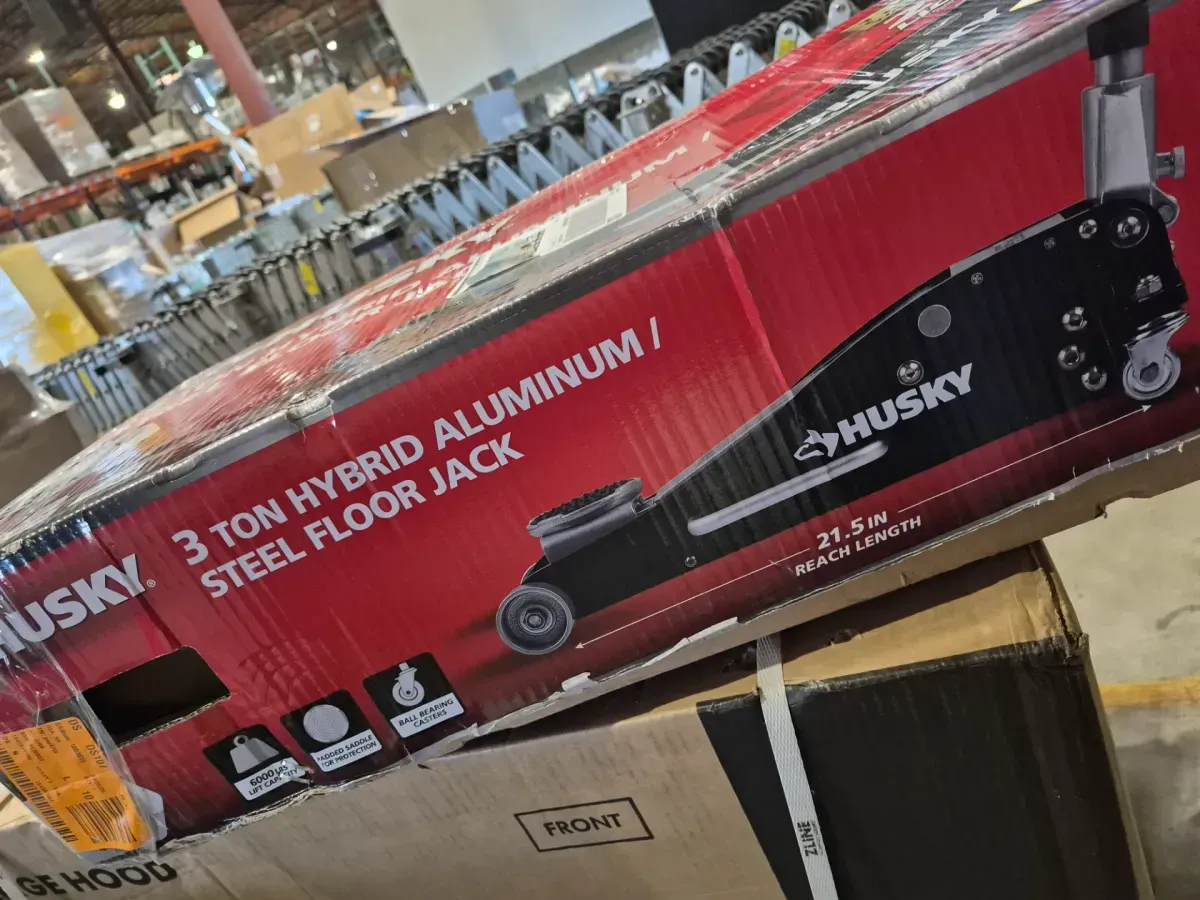 HUSKY
3 TON HYBRID ALUMINUM /
STEEL FLOOR JACK
HUSKY
21.5 IN
REACH LENGTH
6000 LBS
LIFT CAPACITY
PADDED SADDLE
FOR PROTECTION
BALL BEARING
CASTERS
FRONT
ZLINE
GE HOOD